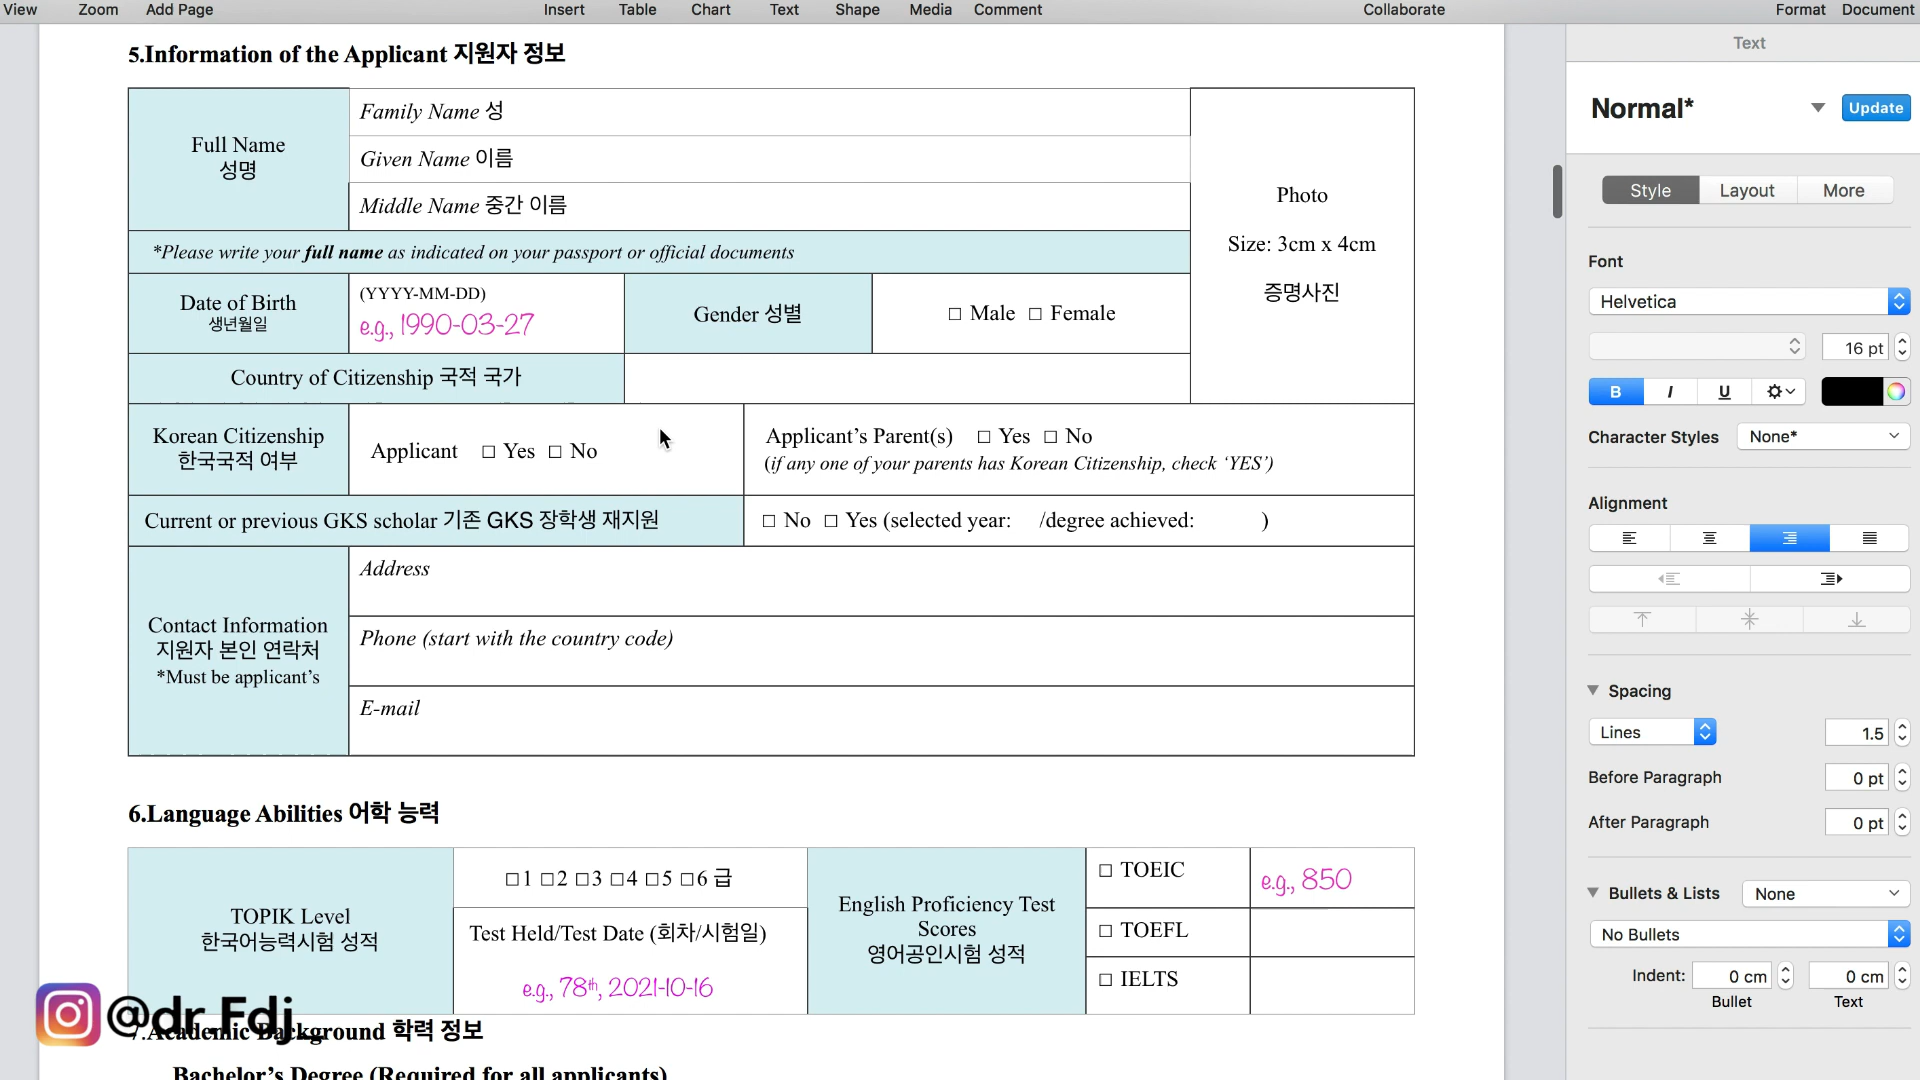 View Zoom Add Page Insert Table Chart Text Shape Media Comment Collaborate Format Document
5.Information of the Applicant 지원자 정보
Full Name
성명
Family Name 성
Given Name 이름
Middle Name 중간 이름
Photo
Size: 3cm x 4cm
증명사진
*Please write your full name as indicated on your passport or official documents
Date of Birth
생년월일
(YYYY-MM-DD)
e.g., 1990-03-27
Gender 성별
□ Male □ Female
Country of Citizenship 국적 국가
Korean Citizenship
한국국적 여부
Applicant □ Yes □ No
Applicant's Parent(s) □ Yes □ No
(if any one of your parents has Korean Citizenship, check 'YES')
Current or previous GKS scholar 기존 GKS 장학생 재지원
□ No □ Yes (selected year: /degree achieved: )
Contact Information
지원자 본인 연락처
*Must be applicant's
Address
Phone (start with the country code)
E-mail
6.Language Abilities 어학 능력
TOPIK Level
한국어능력시험 성적
□1 □2 □3 □4 □5 □6 급
Test Held/Test Date (회차/시험일)
e.g., 78th, 2021-10-16
English Proficiency Test
Scores
영어공인시험 성적
□ TOEIC
e.g., 850
□ TOEFL
□ IELTS
@dr.Fdj_
7.Academic Background 학력 정보
Bachelor's Degree (Required for all applicants)
Text
Normal*
Update
Style Layout More
Font
Helvetica
16 pt
B I U
Character Styles None*
Alignment
Spacing
Lines 1.5
Before Paragraph 0 pt
After Paragraph 0 pt
Bullets & Lists None
No Bullets
Indent: 0 cm 0 cm
Bullet Text